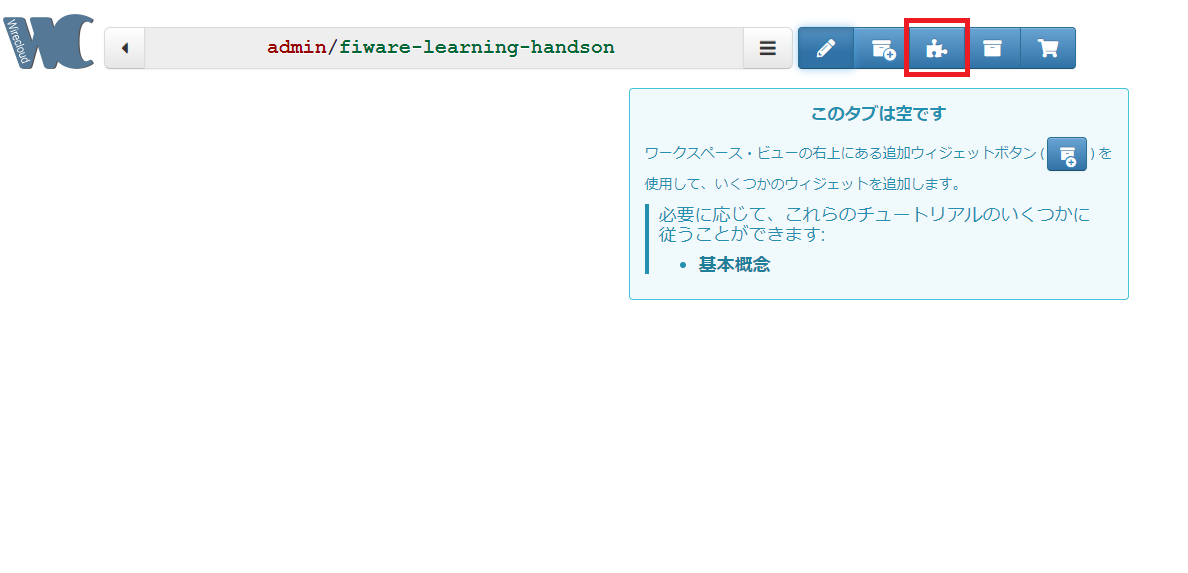 Wirecloud
WC
admin/fiware-learning-handson
このタブは空です
ワークスペース・ビューの右上にある追加ウィジェットボタン ( ) を
使用して、いくつかのウィジェットを追加します。
必要に応じて、これらのチュートリアルのいくつかに
従うことができます:
• 基本概念